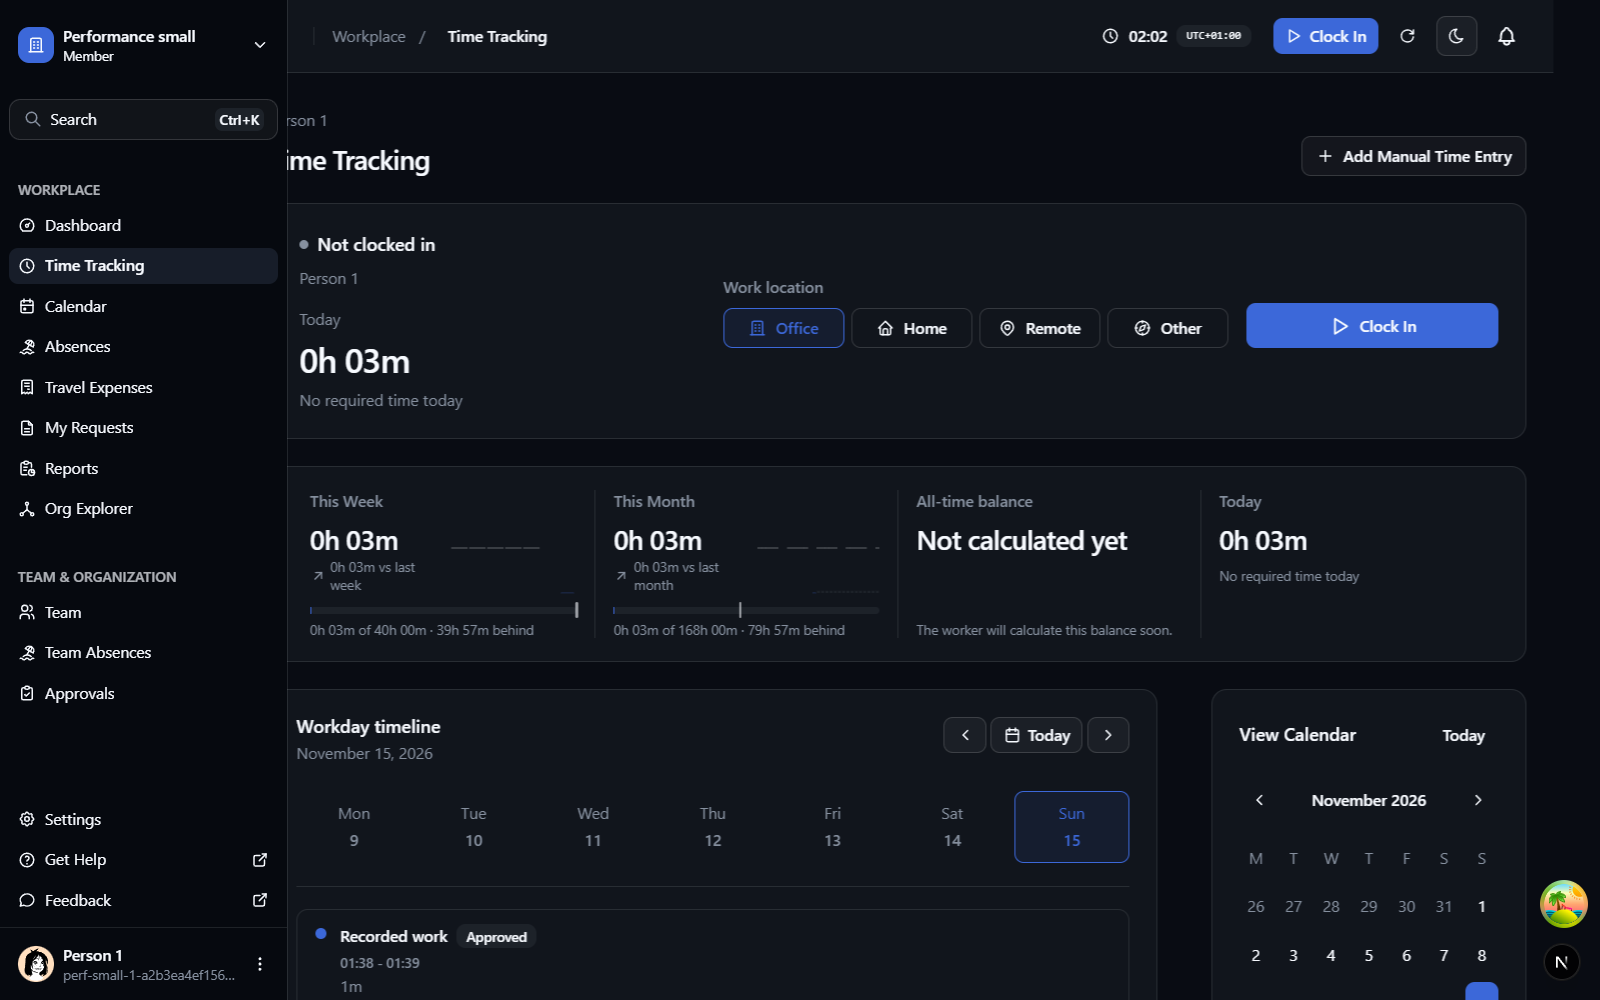 Performance small
Member
Search
Ctrl+K
WORKPLACE
Dashboard
Time Tracking
Calendar
Absences
Travel Expenses
My Requests
Reports
Org Explorer
TEAM & ORGANIZATION
Team
Team Absences
Approvals
Settings
Get Help
Feedback
Person 1
perf-small-1-a2b3ea4ef156...
Workplace / Time Tracking
02:02 UTC+01:00
Clock In
rson 1
ime Tracking
Add Manual Time Entry
Not clocked in
Person 1
Today
0h 03m
No required time today
Work location
Office
Home
Remote
Other
Clock In
This Week
0h 03m
0h 03m vs last
week
0h 03m of 40h 00m · 39h 57m behind
This Month
0h 03m
0h 03m vs last
month
0h 03m of 168h 00m · 79h 57m behind
All-time balance
Not calculated yet
The worker will calculate this balance soon.
Today
0h 03m
No required time today
Workday timeline
November 15, 2026
Today
Mon Tue Wed Thu Fri Sat Sun
9 10 11 12 13 14 15
Recorded work Approved
01:38 - 01:39
1m
View Calendar
Today
November 2026
M T W T F S S
26 27 28 29 30 31 1
2 3 4 5 6 7 8
N